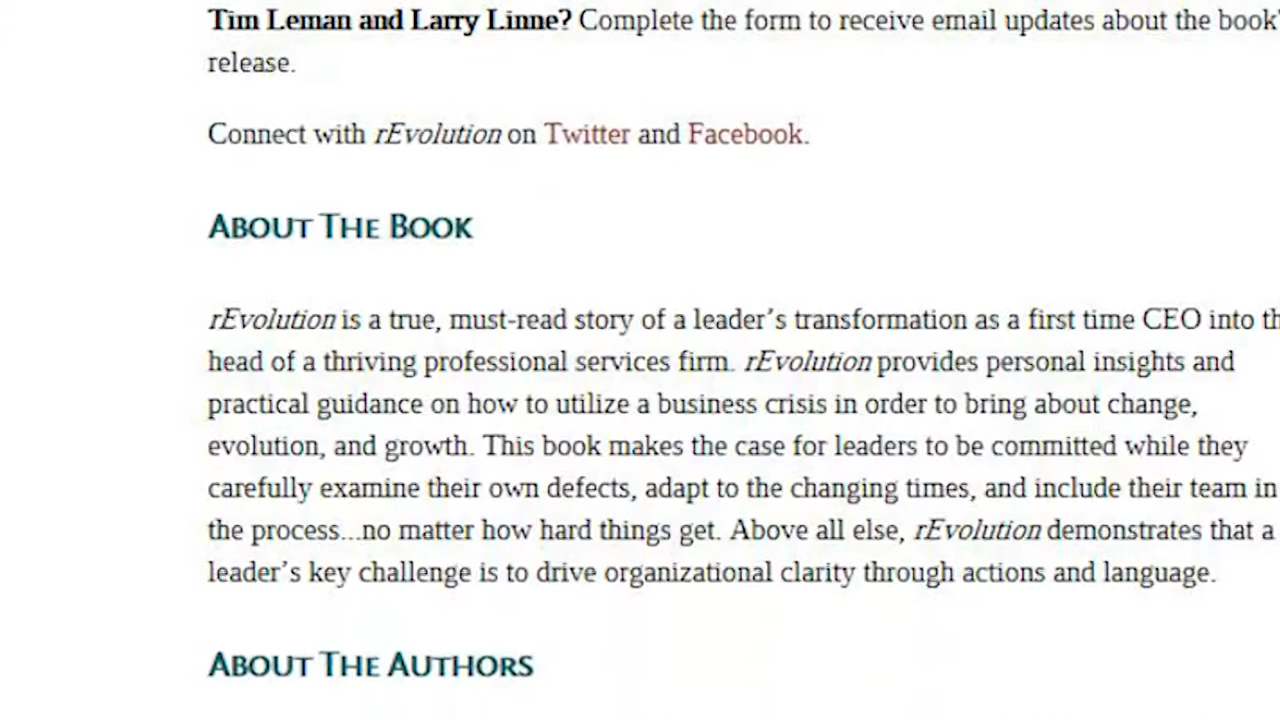 Tim Leman and Larry Linne? Complete the form to receive email updates about the book'
release.
Connect with rEvolution on Twitter and Facebook.
ABOUT THE BOOK
rEvolution is a true, must-read story of a leader's transformation as a first time CEO into th
head of a thriving professional services firm. rEvolution provides personal insights and
practical guidance on how to utilize a business crisis in order to bring about change,
evolution, and growth. This book makes the case for leaders to be committed while they
carefully examine their own defects, adapt to the changing times, and include their team in
the process...no matter how hard things get. Above all else, rEvolution demonstrates that a
leader's key challenge is to drive organizational clarity through actions and language.
ABOUT THE AUTHORS